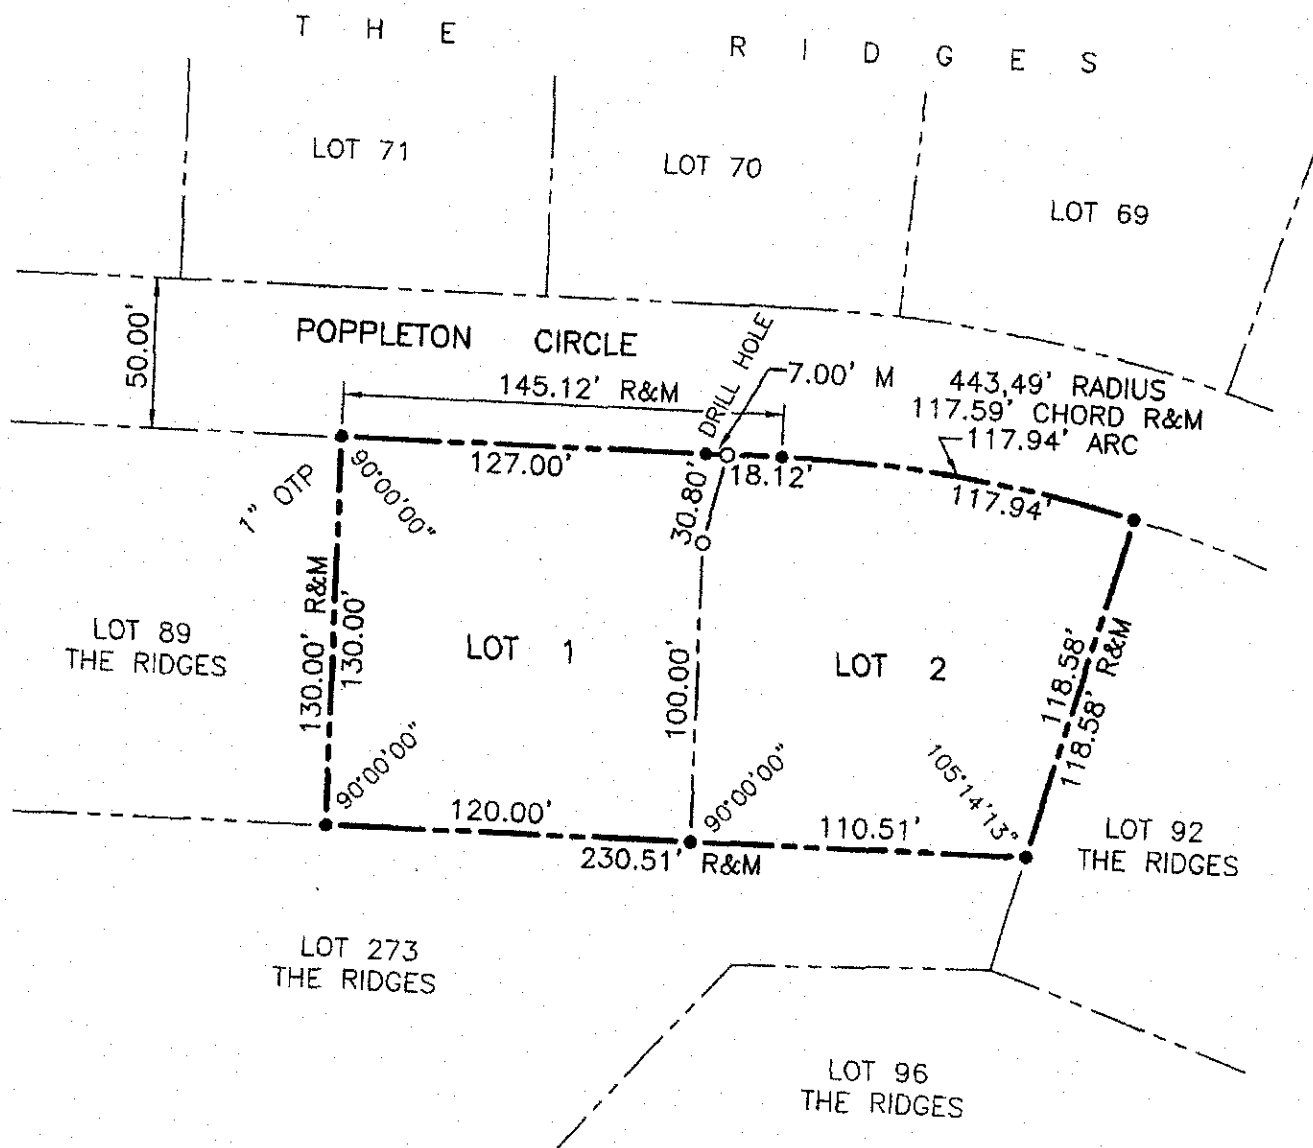 THE RIDGES
LOT 71
LOT 70
LOT 69
50.00'
POPPLETON CIRCLE
DRILL HOLE
7.00' M
443,49' RADIUS
117.59' CHORD R&M
117.94' ARC
145.12' R&M
127.00'
18.12'
117.94'
1" OTP
90°00'00"
30.80'
130.00' R&M
130.00'
LOT 89
THE RIDGES
LOT 1
LOT 2
100.00'
118.58'
118.58' R&M
90°00'00"
90°00'00"
105°14'13"
120.00'
110.51'
230.51' R&M
LOT 92
THE RIDGES
LOT 273
THE RIDGES
LOT 96
THE RIDGES